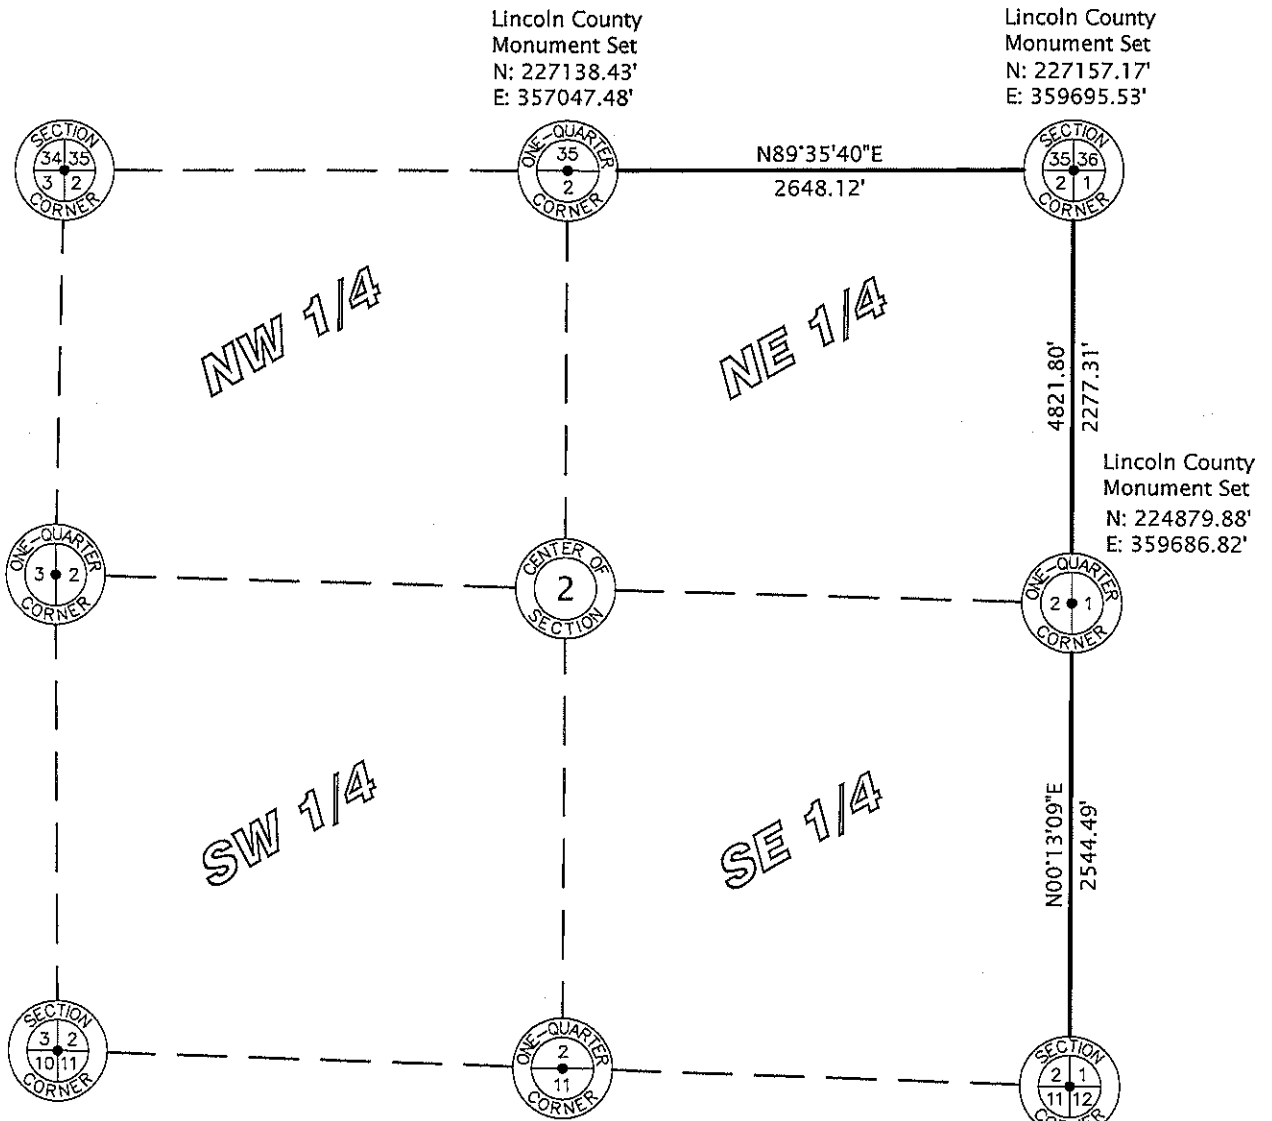 Lincoln County
Monument Set
N: 227138.43'
E: 357047.48'
Lincoln County
Monument Set
N: 227157.17'
E: 359695.53'
SECTION
34 35
3 2
CORNER
ONE-QUARTER
35
2
CORNER
N89°35'40"E
2648.12'
SECTION
35 36
2 1
CORNER
NW 1/4
NE 1/4
4821.80'
2277.31'
Lincoln County
Monument Set
N: 224879.88'
E: 359686.82'
ONE-QUARTER
3 2
CORNER
CENTER OF
2
SECTION
ONE-QUARTER
2 1
CORNER
SW 1/4
SE 1/4
N00°13'09"E
2544.49'
SECTION
3 2
10 11
CORNER
ONE-QUARTER
2
11
CORNER
SECTION
2 1
11 12
CORNER